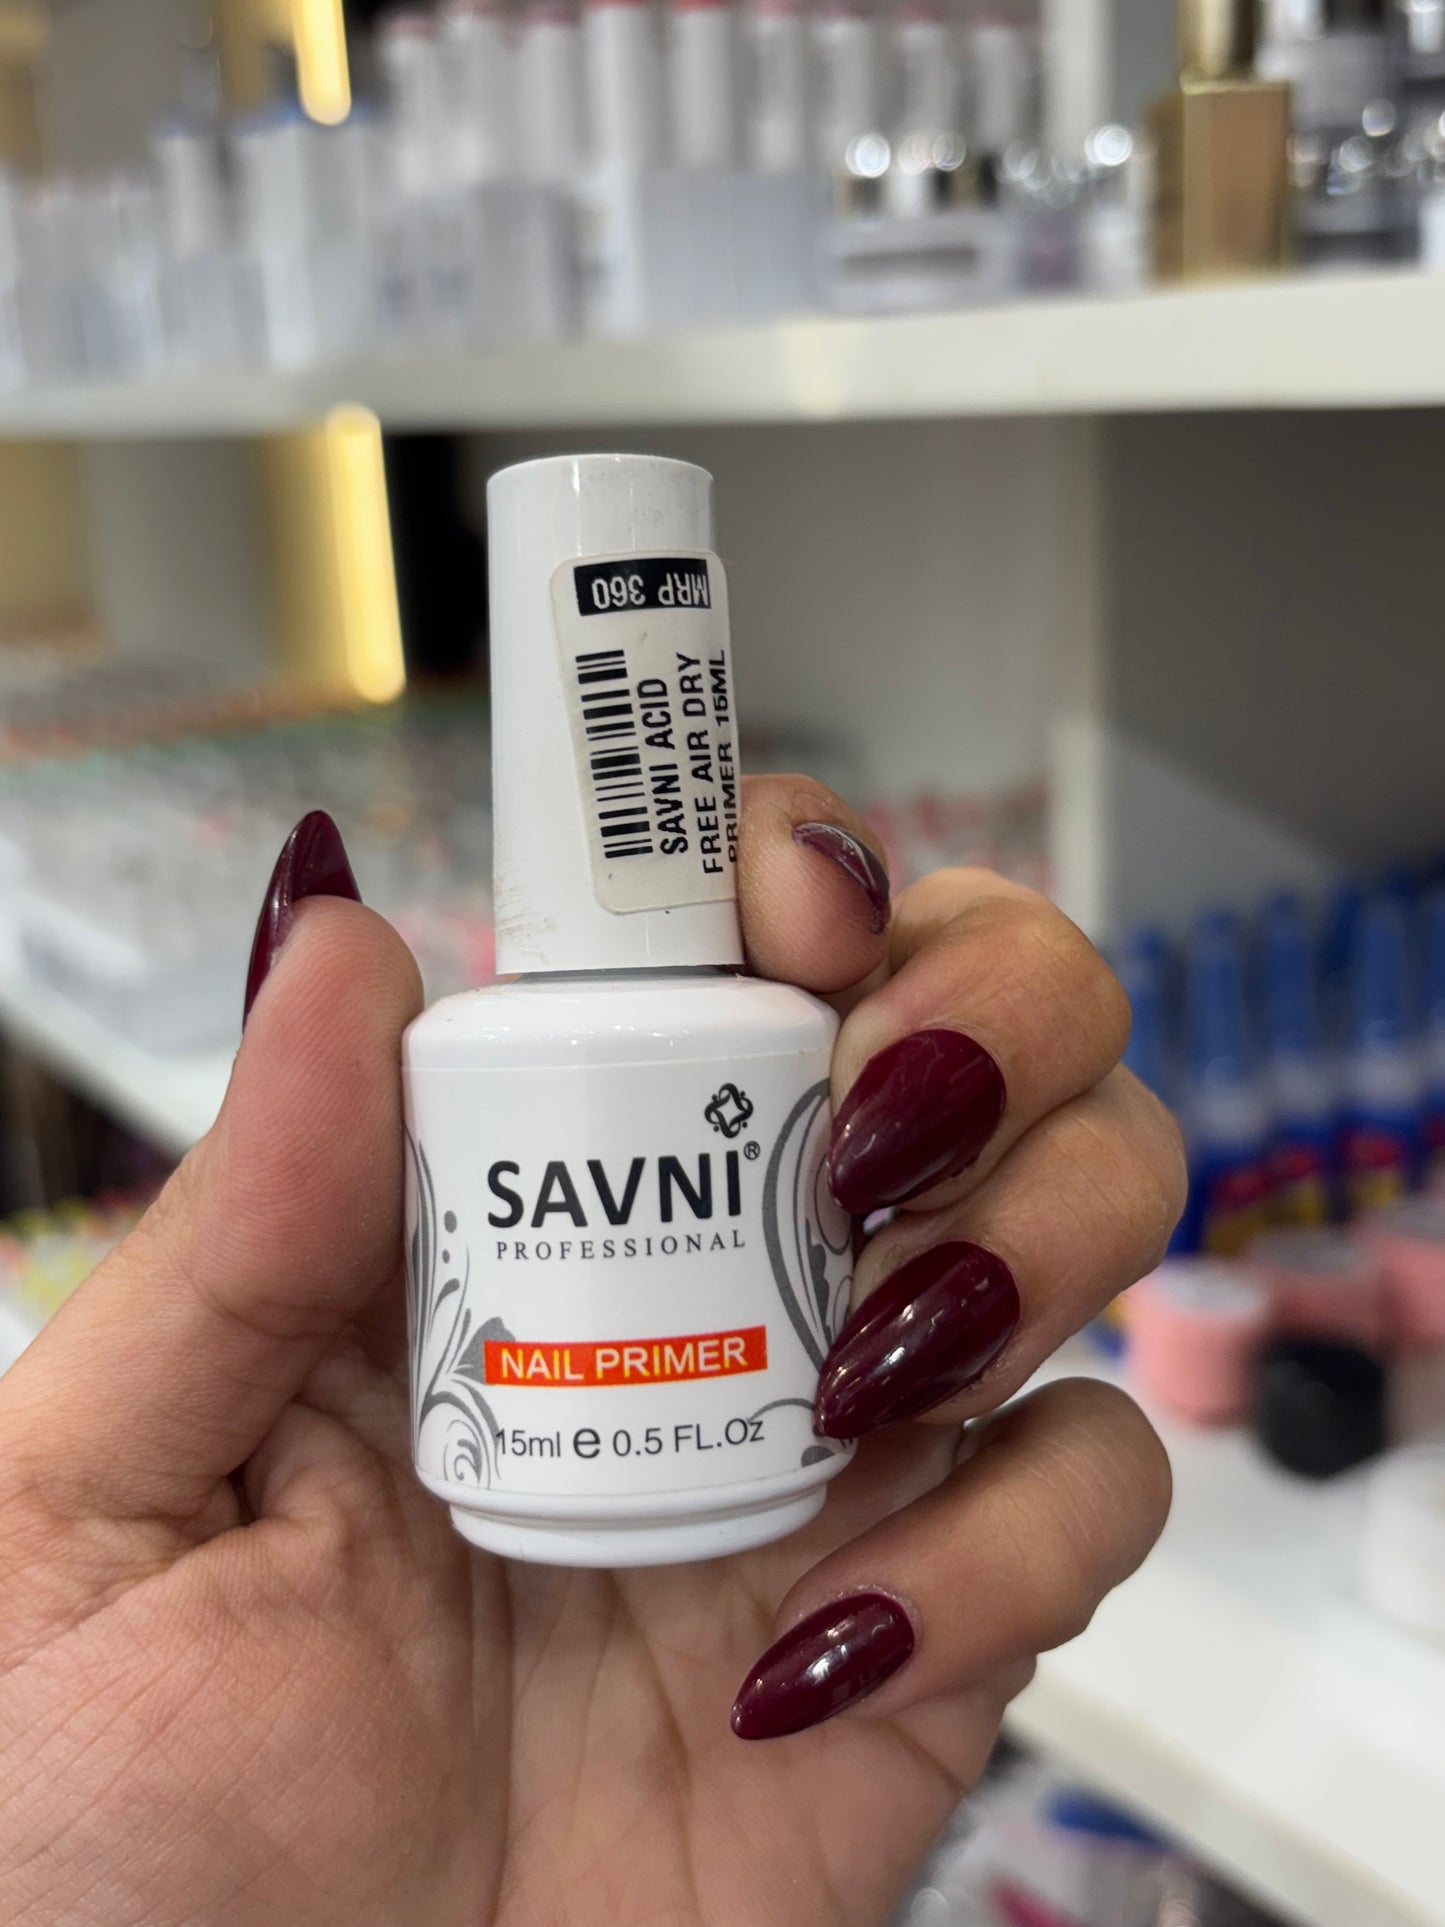 MRP 360
SAVNI ACID
FREE AIR DRY
PRIMER 15ML
SAVNI®
PROFESSIONAL
NAIL PRIMER
15ml e 0.5 FL.Oz